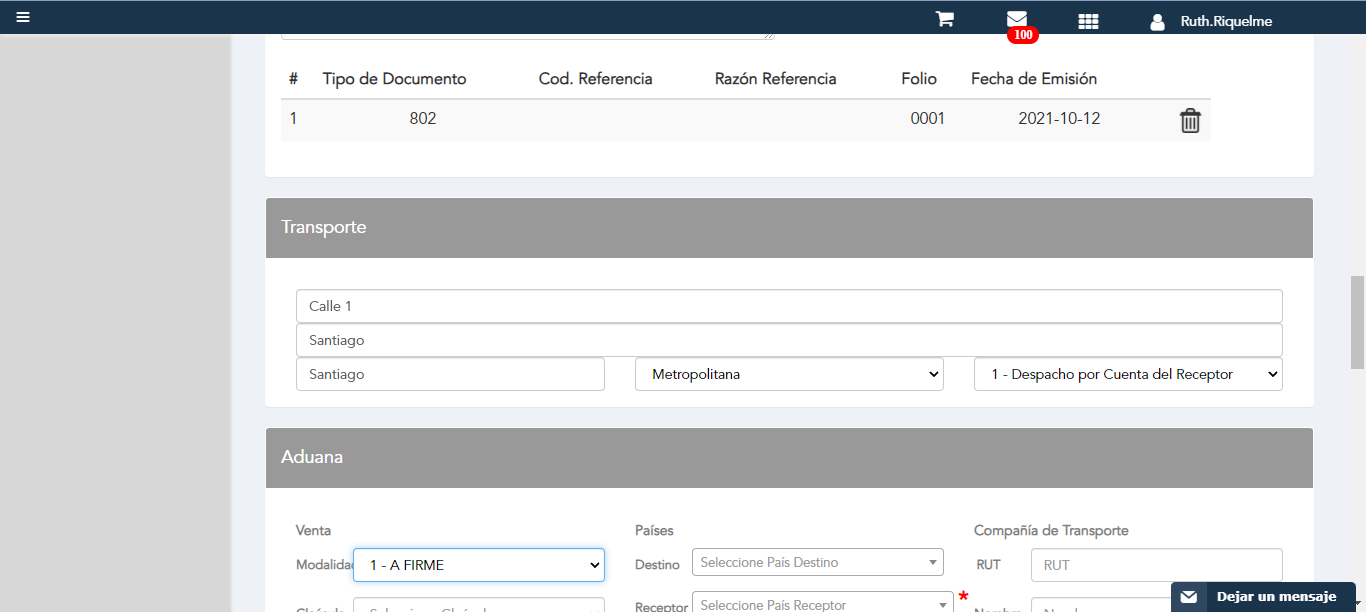 100
Ruth.Riquelme
# Tipo de Documento Cod. Referencia Razón Referencia Folio Fecha de Emisión
1 802 0001 2021-10-12
Transporte
Calle 1
Santiago
Santiago Metropolitana 1 - Despacho por Cuenta del Receptor
Aduana
Venta Países Compañía de Transporte
Modalidad 1 - A FIRME Destino Seleccione País Destino RUT RUT
Receptor Seleccione País Receptor *
Dejar un mensaje